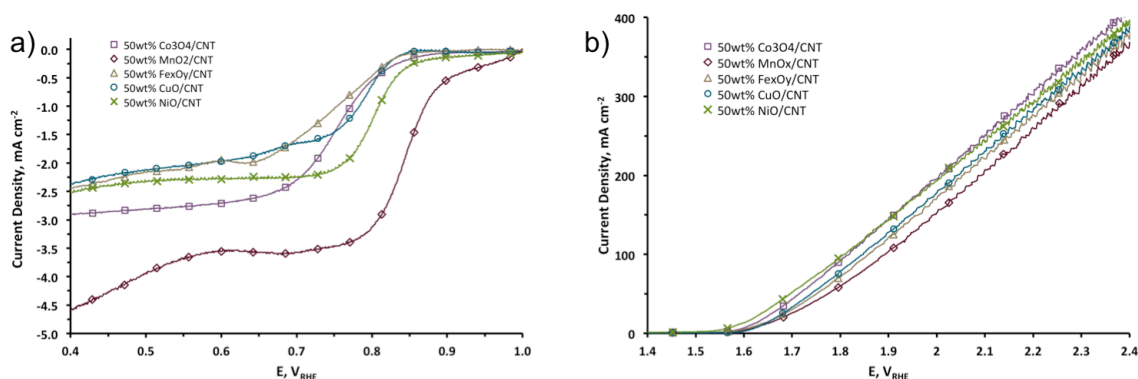 a)
50wt% Co3O4/CNT
50wt% MnO2/CNT
50wt% FexOy/CNT
50wt% CuO/CNT
50wt% NiO/CNT
Current Density, mA cm-2
0.0
-0.5
-1.0
-1.5
-2.0
-2.5
-3.0
-3.5
-4.0
-4.5
-5.0
0.4 0.5 0.6 0.7 0.8 0.9 1.0
E, VRHE
b)
50wt% Co3O4/CNT
50wt% MnOx/CNT
50wt% FexOy/CNT
50wt% CuO/CNT
50wt% NiO/CNT
Current Density, mA cm-2
400
300
200
100
0
1.4 1.5 1.6 1.7 1.8 1.9 2 2.1 2.2 2.3 2.4
E, VRHE